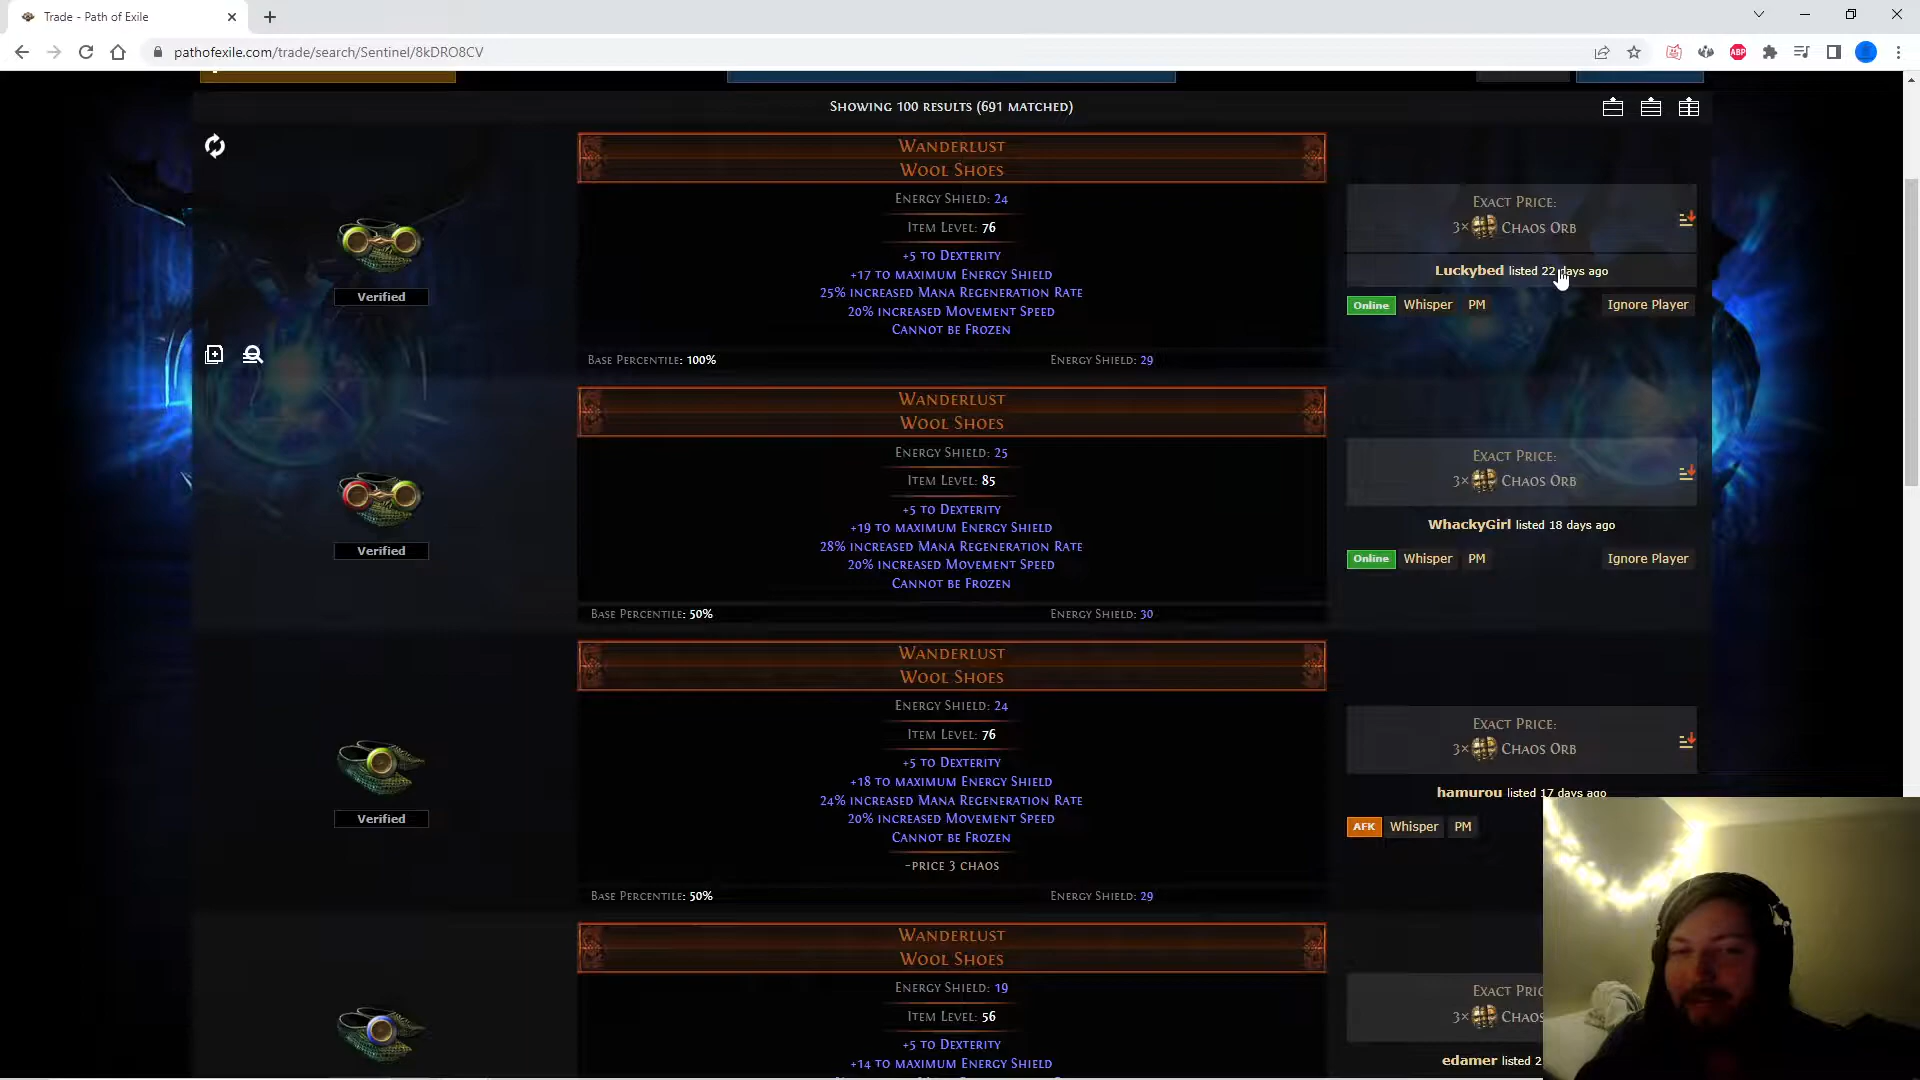 Trade - Path of Exile
pathofexile.com/trade/search/Sentinel/8kDRO8CV
ABP
Showing 100 results (691 matched)
Wanderlust
Wool Shoes
Energy Shield: 24
Item Level: 76
+5 to Dexterity
+17 to maximum Energy Shield
25% increased Mana Regeneration Rate
20% increased Movement Speed
Cannot be Frozen
Base Percentile: 100% Energy Shield: 29
Verified
Exact Price:
3× Chaos Orb
Luckybed listed 22 days ago
Online Whisper PM Ignore Player
Wanderlust
Wool Shoes
Energy Shield: 25
Item Level: 85
+5 to Dexterity
+19 to maximum Energy Shield
28% increased Mana Regeneration Rate
20% increased Movement Speed
Cannot be Frozen
Base Percentile: 50% Energy Shield: 30
Verified
Exact Price:
3× Chaos Orb
WhackyGirl listed 18 days ago
Online Whisper PM Ignore Player
Wanderlust
Wool Shoes
Energy Shield: 24
Item Level: 76
+5 to Dexterity
+18 to maximum Energy Shield
24% increased Mana Regeneration Rate
20% increased Movement Speed
Cannot be Frozen
~price 3 chaos
Base Percentile: 50% Energy Shield: 29
Verified
Exact Price:
3× Chaos Orb
hamurou listed 17 days ago
AFK Whisper PM
Wanderlust
Wool Shoes
Energy Shield: 19
Item Level: 56
+5 to Dexterity
+14 to maximum Energy Shield
Exact
3× Chaos
edamer listed 2